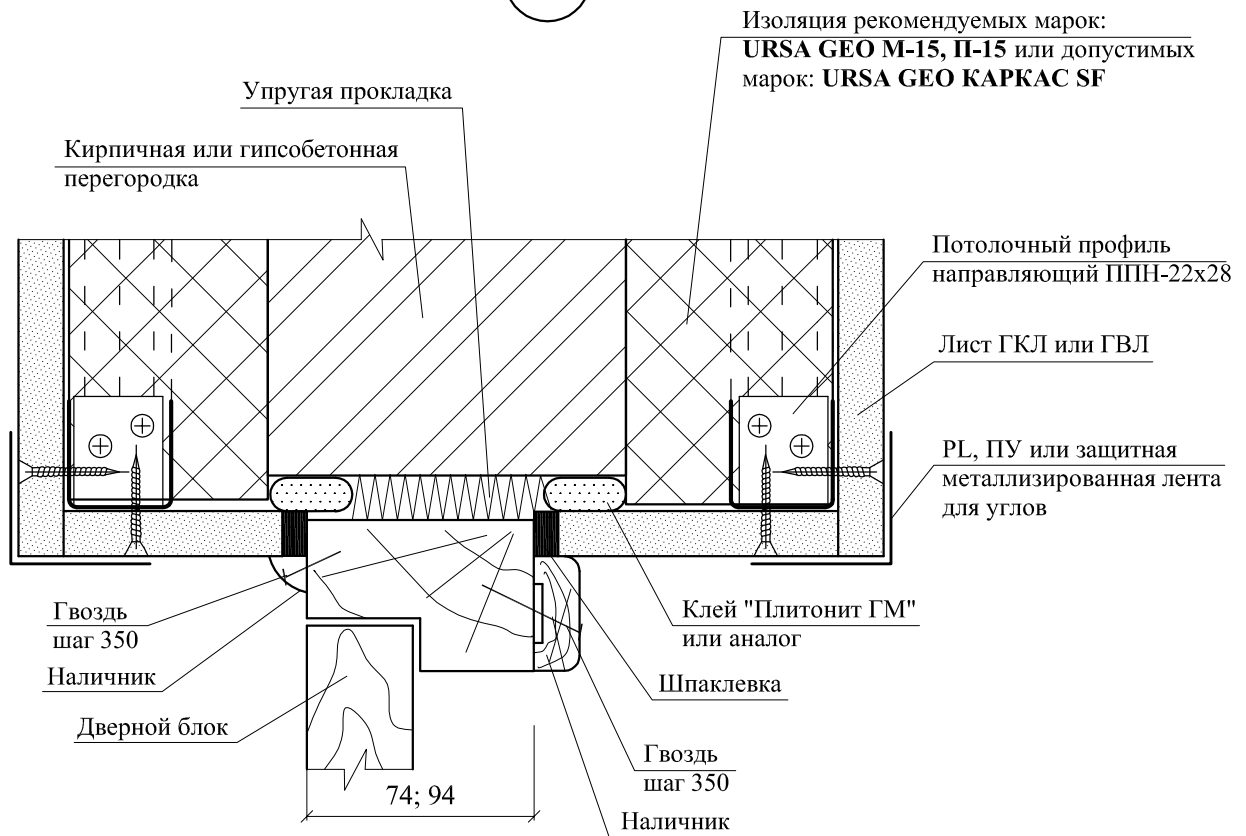 Изоляция рекомендуемых марок:
URSA GEO М-15, П-15 или допустимых
марок: URSA GEO КАРКАС SF
Упругая прокладка
Кирпичная или гипсобетонная
перегородка
Потолочный профиль
направляющий ППН-22х28
Лист ГКЛ или ГВЛ
PL, ПУ или защитная
металлизированная лента
для углов
Гвоздь
шаг 350
Наличник
Дверной блок
Клей "Плитонит ГМ"
или аналог
Шпаклевка
Гвоздь
шаг 350
74; 94
Наличник